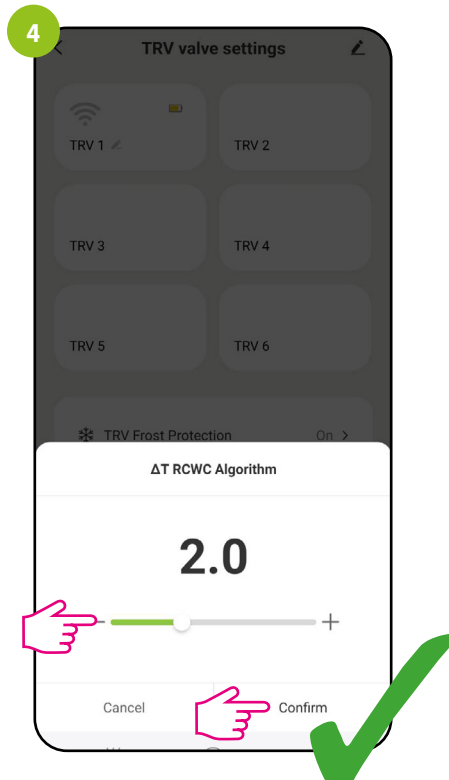 4
TRV valve settings
TRV 1
TRV 2
TRV 3
TRV 4
TRV 5
TRV 6
TRV Frost Protection On
ΔT RCWC Algorithm
2.0
Cancel Confirm